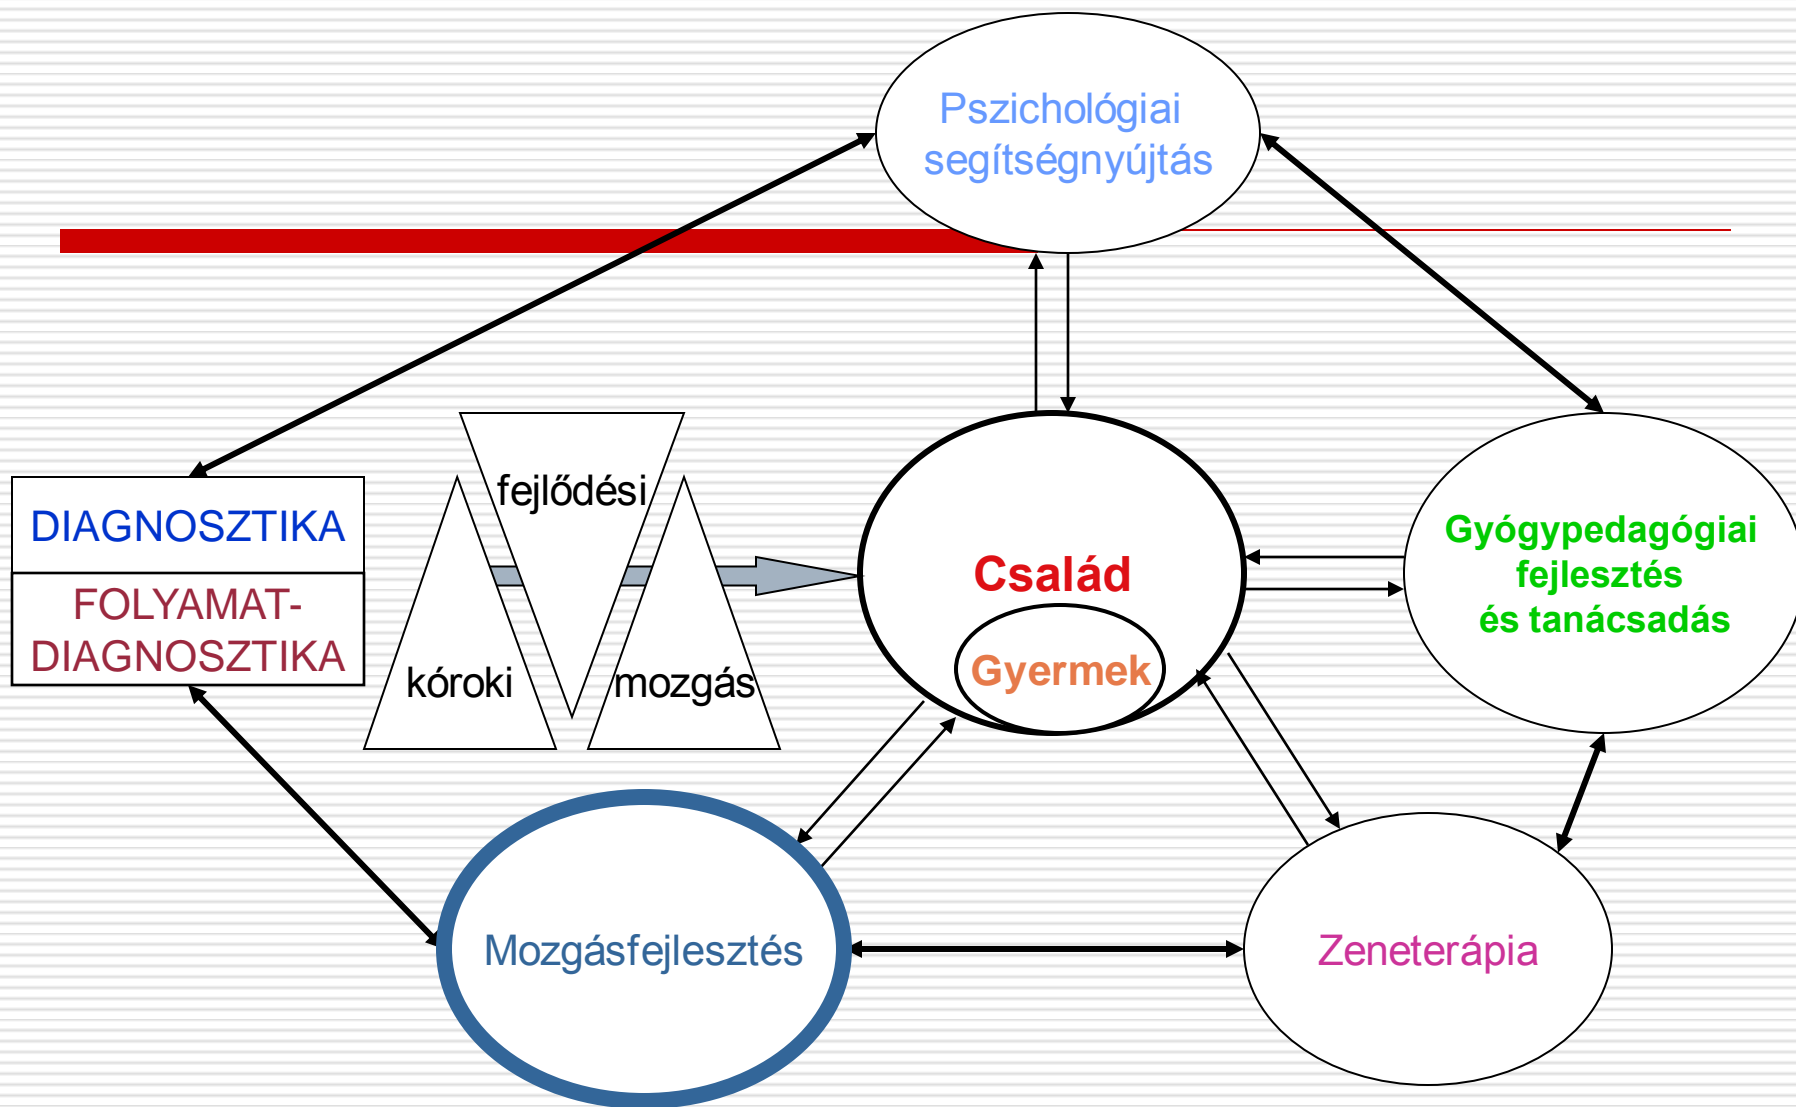 Pszichológiai
segítségnyújtás
DIAGNOSZTIKA
FOLYAMAT-
DIAGNOSZTIKA
fejlődési
kóroki
mozgás
Család
Gyermek
Gyógypedagógiai
fejlesztés
és tanácsadás
Mozgásfejlesztés
Zeneterápia